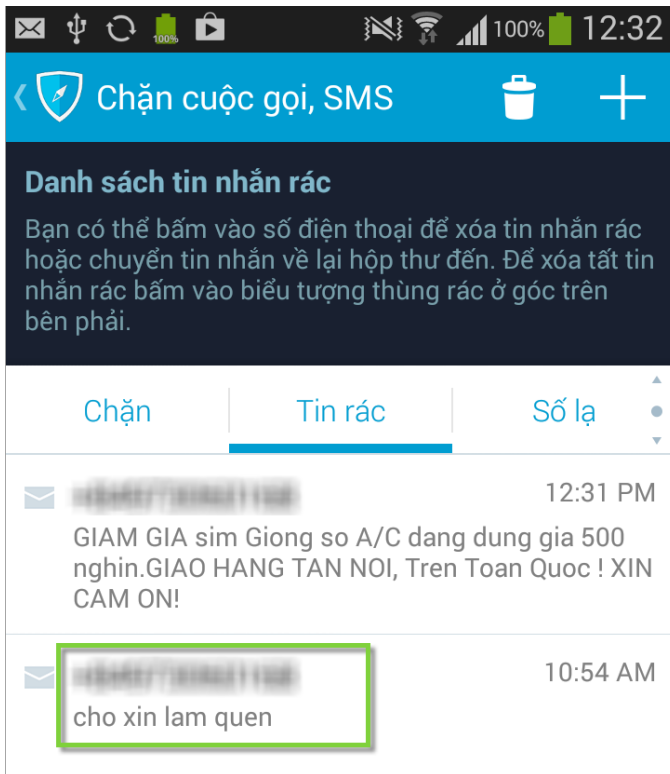 100% 100% 12:32
Chặn cuộc gọi, SMS
Danh sách tin nhắn rác
Bạn có thể bấm vào số điện thoại để xóa tin nhắn rác
hoặc chuyển tin nhắn về lại hộp thư đến. Để xóa tất tin
nhắn rác bấm vào biểu tượng thùng rác ở góc trên
bên phải.
Chặn Tin rác Số lạ
12:31 PM
GIAM GIA sim Giong so A/C dang dung gia 500
nghin.GIAO HANG TAN NOI, Tren Toan Quoc ! XIN
CAM ON!
10:54 AM
cho xin lam quen